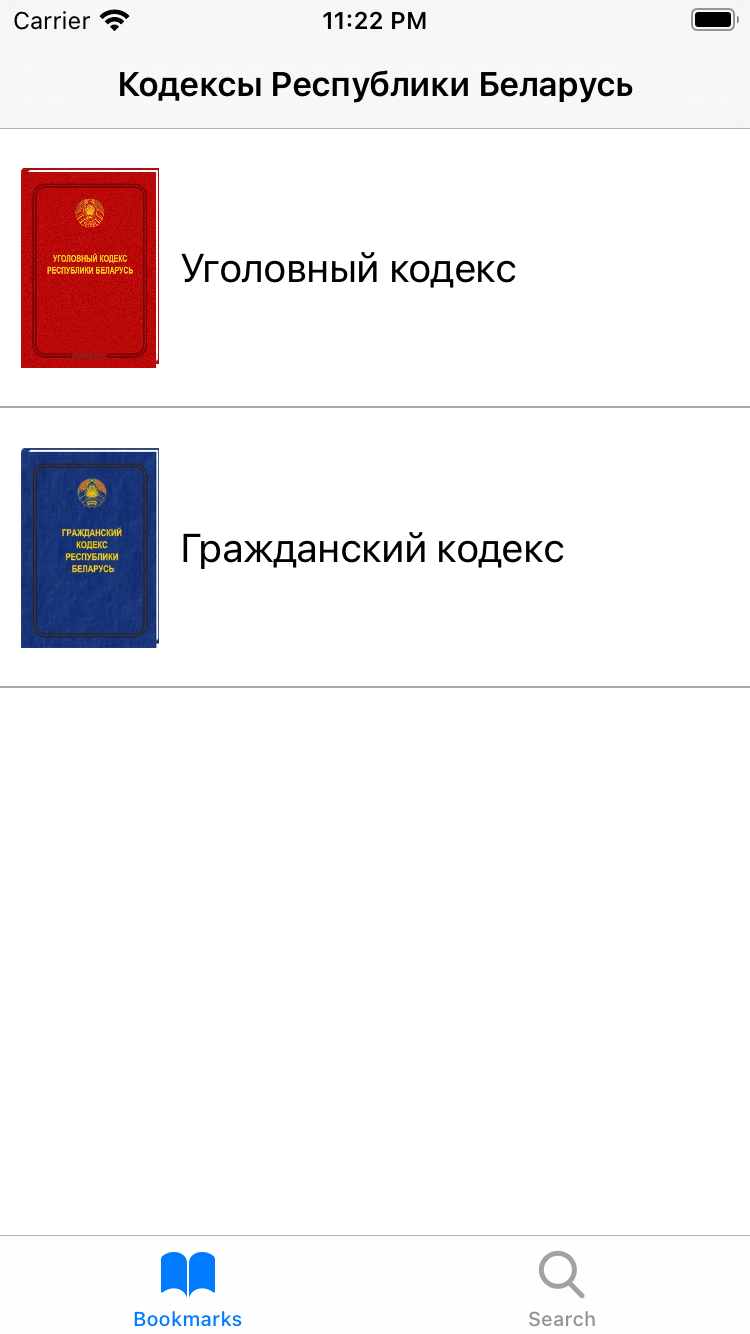 Carrier
11:22 PM
Кодексы Республики Беларусь
УГОЛОВНЫЙ КОДЕКС
РЕСПУБЛИКИ БЕЛАРУСЬ
Уголовный кодекс
ГРАЖДАНСКИЙ
КОДЕКС
РЕСПУБЛИКИ
БЕЛАРУСЬ
Гражданский кодекс
Bookmarks
Search